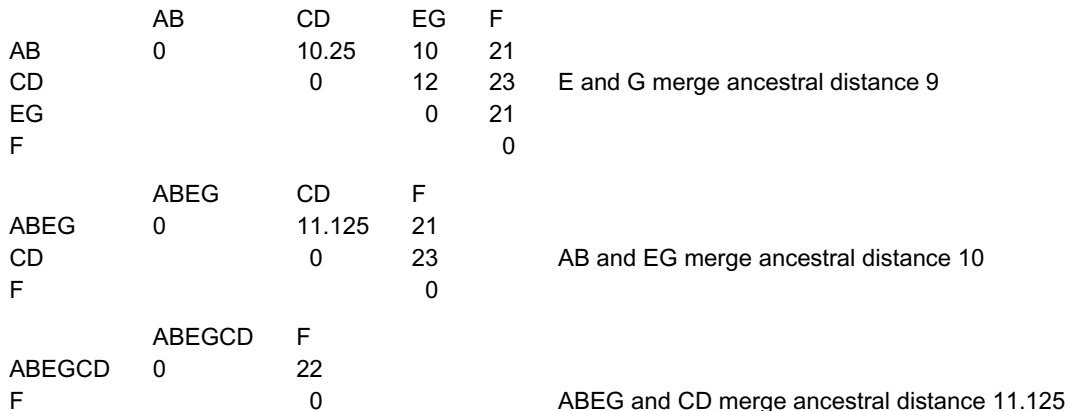 AB CD EG F
AB 0 10.25 10 21
CD 0 12 23 E and G merge ancestral distance 9
EG 0 21
F 0
ABEG CD F
ABEG 0 11.125 21
CD 0 23 AB and EG merge ancestral distance 10
F 0
ABEGCD F
ABEGCD 0 22
F 0 ABEG and CD merge ancestral distance 11.125